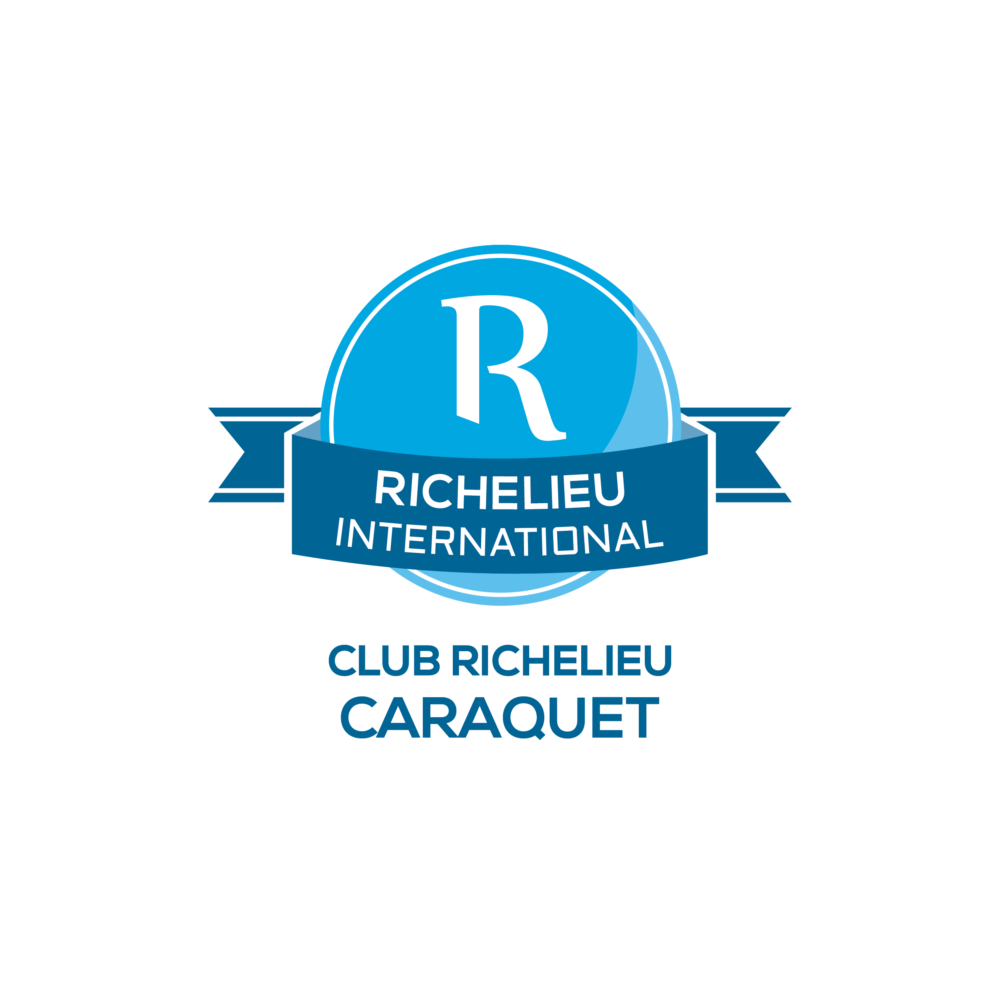 R
RICHELIEU
INTERNATIONAL
CLUB RICHELIEU
CARAQUET